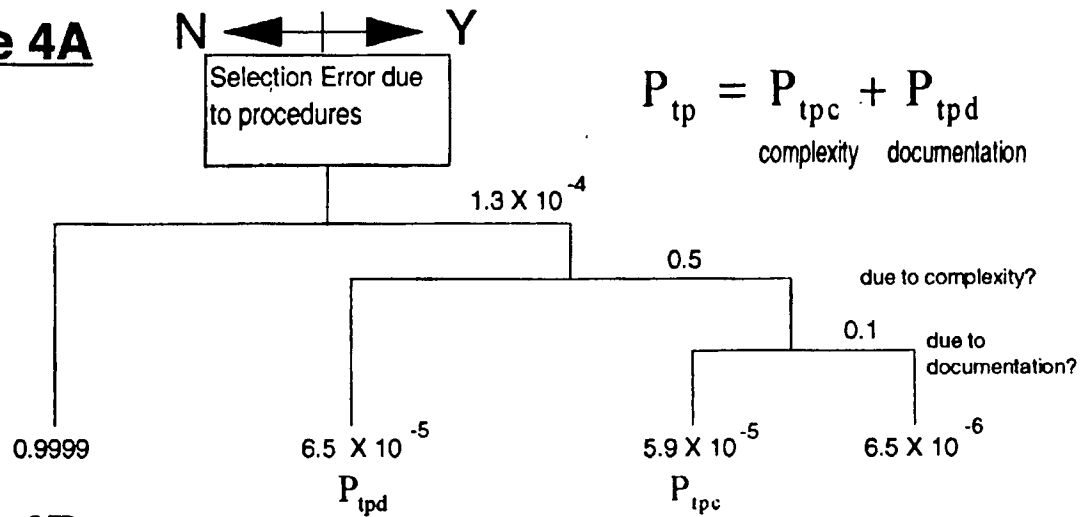 e 4A
N Y
Selection Error due
to procedures
P_tp = P_tpc + P_tpd
complexity documentation
1.3 X 10^-4
0.5
due to complexity?
0.1
due to
documentation?
0.9999 6.5 X 10^-5 5.9 X 10^-5 6.5 X 10^-6
P_tpd P_tpc